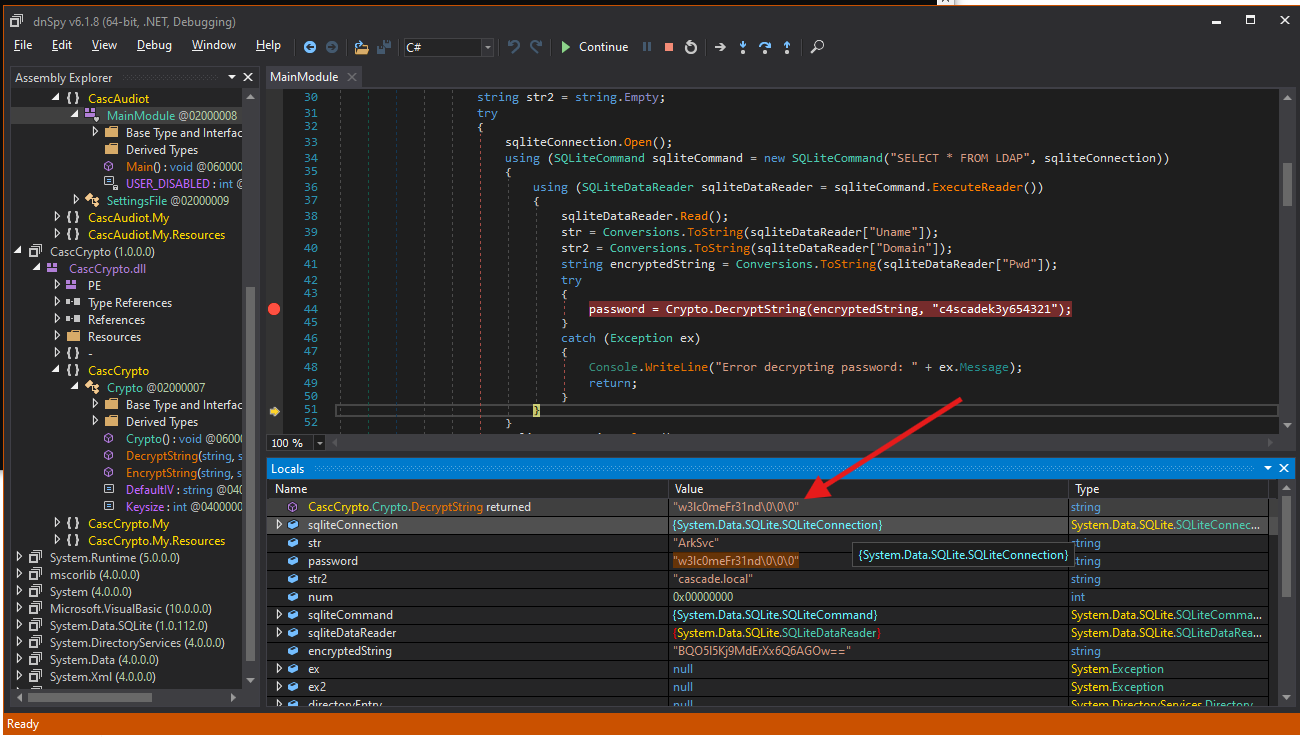 dnSpy v6.1.8 (64-bit, .NET, Debugging)
File Edit View Debug Window Help C# Continue
Assembly Explorer
MainModule
CascAudiot
MainModule @02000008
Base Type and Interfac
Derived Types
Main() : void @060000
USER_DISABLED : int @
SettingsFile @02000009
CascAudiot.My
CascAudiot.My.Resources
CascCrypto (1.0.0.0)
CascCrypto.dll
PE
Type References
References
Resources
-
CascCrypto
Crypto @02000007
Base Type and Interfac
Derived Types
Crypto() : void @0600
DecryptString(string, s
EncryptString(string, s
DefaultIV : string @040
Keysize : int @0400000
CascCrypto.My
CascCrypto.My.Resources
System.Runtime (5.0.0.0)
mscorlib (4.0.0.0)
System (4.0.0.0)
Microsoft.VisualBasic (10.0.0.0)
System.Data.SQLite (1.0.112.0)
System.DirectoryServices (4.0.0.0)
System.Data (4.0.0.0)
System.Xml (4.0.0.0)
30 string str2 = string.Empty;
31 try
32 {
33 sqliteConnection.Open();
34 using (SQLiteCommand sqliteCommand = new SQLiteCommand("SELECT * FROM LDAP", sqliteConnection))
35 {
36 using (SQLiteDataReader sqliteDataReader = sqliteCommand.ExecuteReader())
37 {
38 sqliteDataReader.Read();
39 str = Conversions.ToString(sqliteDataReader["Uname"]);
40 str2 = Conversions.ToString(sqliteDataReader["Domain"]);
41 string encryptedString = Conversions.ToString(sqliteDataReader["Pwd"]);
42 try
43 {
44 password = Crypto.DecryptString(encryptedString, "c4scadek3y654321");
45 }
46 catch (Exception ex)
47 {
48 Console.WriteLine("Error decrypting password: " + ex.Message);
49 return;
50 }
51 }
52 }
100 %
Locals
Name Value Type
CascCrypto.Crypto.DecryptString returned "w3lc0meFr31nd\0\0\0" string
sqliteConnection {System.Data.SQLite.SQLiteConnection} System.Data.SQLite.SQLiteConnec...
str "ArkSvc" string
{System.Data.SQLite.SQLiteConnection}
password "w3lc0meFr31nd\0\0\0" string
str2 "cascade.local" string
num 0x00000000 int
sqliteCommand {System.Data.SQLite.SQLiteCommand} System.Data.SQLite.SQLiteComma...
sqliteDataReader {System.Data.SQLite.SQLiteDataReader} System.Data.SQLite.SQLiteDataRea...
encryptedString "BQO5l5Kj9MdErXx6Q6AGOw==" string
ex null System.Exception
ex2 null System.Exception
directoryEntry null System.DirectoryServices.Directory...
Ready